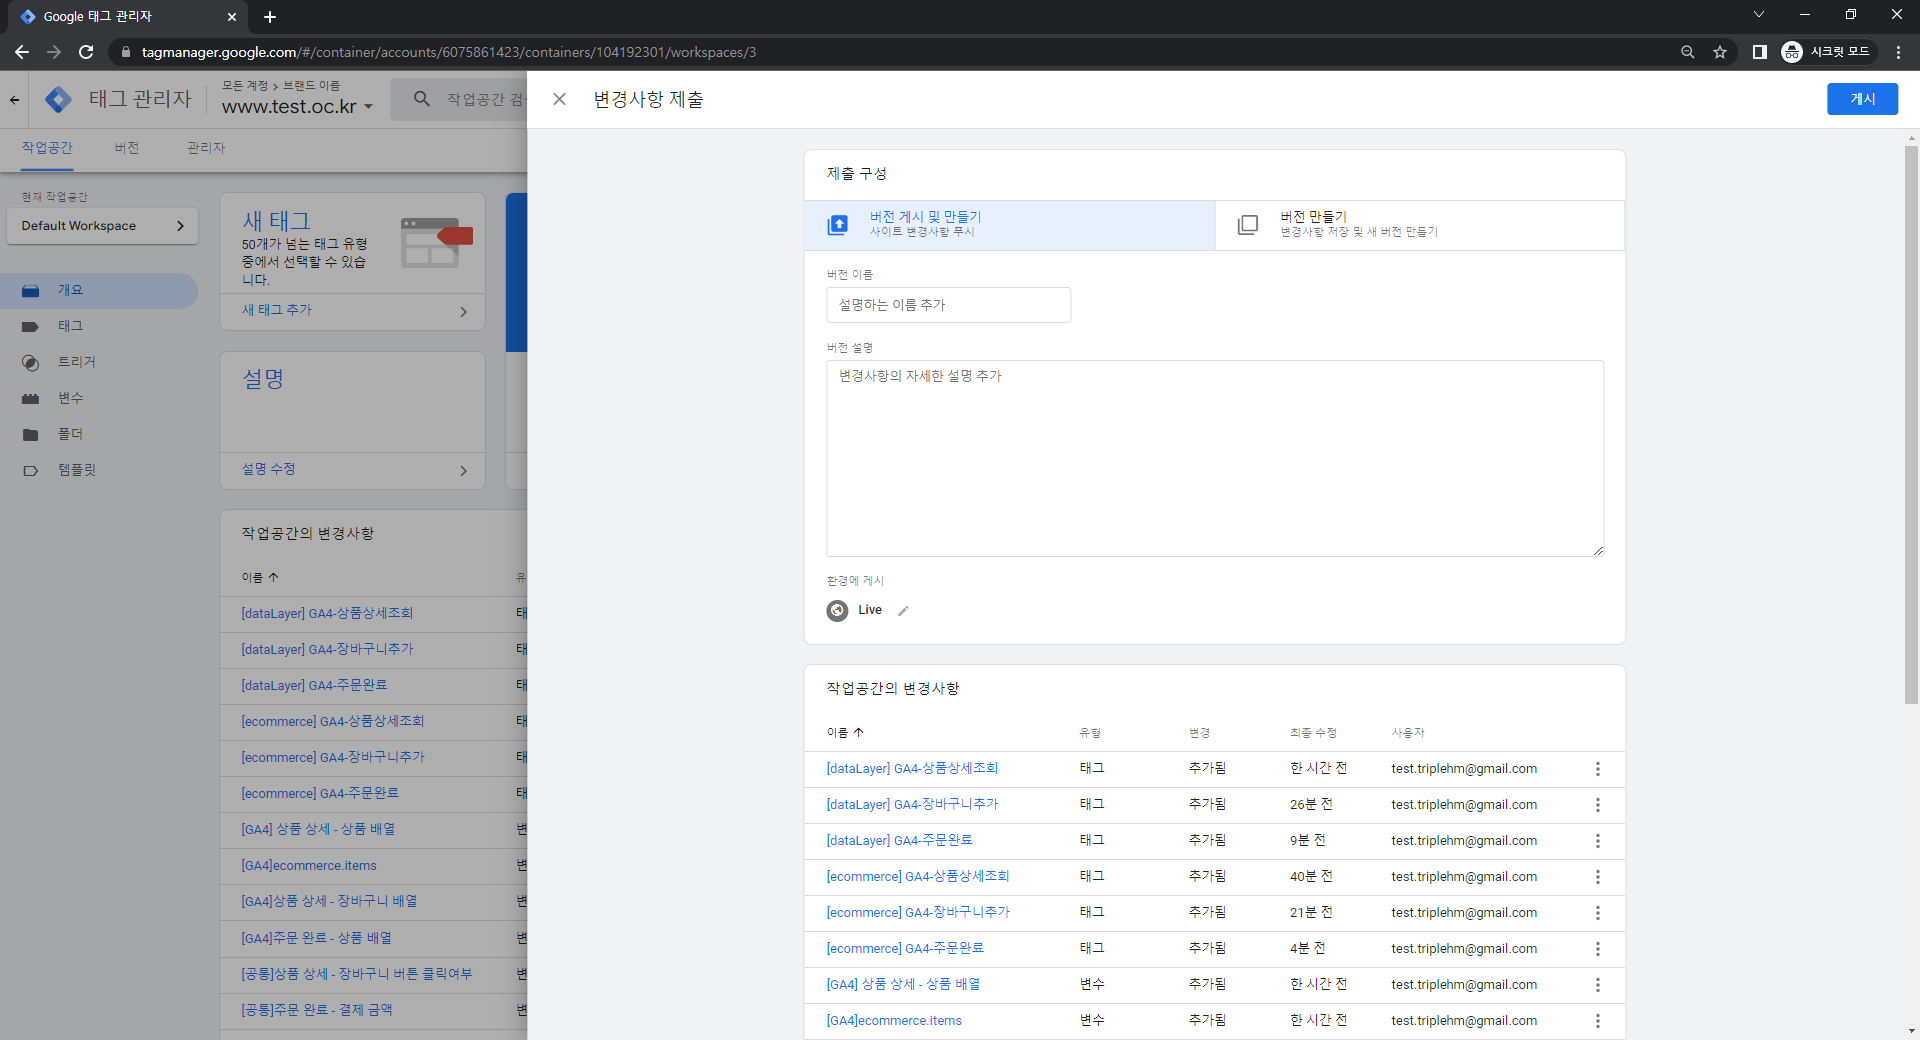 Google 태그 관리자
tagmanager.google.com/#/container/accounts/6075861423/containers/104192301/workspaces/3
시크릿 모드
태그 관리자
모든 계정 > 브랜드 이름
www.test.oc.kr
작업공간 검
작업공간
버전
관리자
현재 작업공간
Default Workspace
개요
태그
트리거
변수
폴더
템플릿
새 태그
50개가 넘는 태그 유형
중에서 선택할 수 있습
니다.
새 태그 추가
설명
설명 수정
작업공간의 변경사항
이름
유
[dataLayer] GA4-상품상세조회
태
[dataLayer] GA4-장바구니추가
태
[dataLayer] GA4-주문완료
태
[ecommerce] GA4-상품상세조회
태
[ecommerce] GA4-장바구니추가
태
[ecommerce] GA4-주문완료
태
[GA4] 상품 상세 - 상품 배열
변
[GA4]ecommerce.items
변
[GA4]상품 상세 - 장바구니 배열
변
[GA4]주문 완료 - 상품 배열
변
[공통]상품 상세 - 장바구니 버튼 클릭여부
변
[공통]주문 완료 - 결제 금액
변
변경사항 제출
게시
제출 구성
버전 게시 및 만들기
사이트 변경사항 푸시
버전 만들기
변경사항 저장 및 새 버전 만들기
버전 이름
설명하는 이름 추가
버전 설명
변경사항의 자세한 설명 추가
환경에 게시
Live
작업공간의 변경사항
이름 유형 변경 최종 수정 사용자
[dataLayer] GA4-상품상세조회 태그 추가됨 한 시간 전 test.triplehm@gmail.com
[dataLayer] GA4-장바구니추가 태그 추가됨 26분 전 test.triplehm@gmail.com
[dataLayer] GA4-주문완료 태그 추가됨 9분 전 test.triplehm@gmail.com
[ecommerce] GA4-상품상세조회 태그 추가됨 40분 전 test.triplehm@gmail.com
[ecommerce] GA4-장바구니추가 태그 추가됨 21분 전 test.triplehm@gmail.com
[ecommerce] GA4-주문완료 태그 추가됨 4분 전 test.triplehm@gmail.com
[GA4] 상품 상세 - 상품 배열 변수 추가됨 한 시간 전 test.triplehm@gmail.com
[GA4]ecommerce.items 변수 추가됨 한 시간 전 test.triplehm@gmail.com